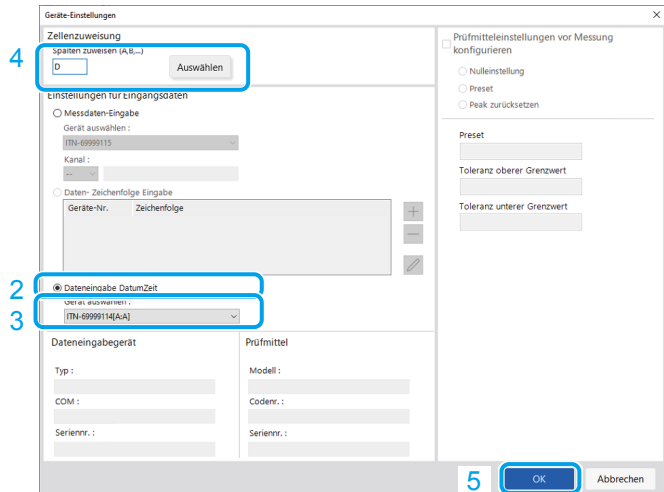 Geräte-Einstellungen
Zellenzuweisung
4
Spalten zuweisen (A,B,...)
D
Auswählen
Einstellungen für Eingangsdaten
Messdaten-Eingabe
Gerät auswählen :
ITN-69999115
Kanal :
--
Daten- Zeichenfolge Eingabe
Geräte-Nr. Zeichenfolge
2
Dateneingabe DatumZeit
3
Gerät auswählen :
ITN-69999114[A:A]
Dateneingabegerät
Typ :
COM :
Seriennr. :
Prüfmittel
Modell :
Codenr. :
Seriennr. :
Prüfmitteleinstellungen vor Messung
konfigurieren
Nulleinstellung
Preset
Peak zurücksetzen
Preset
Toleranz oberer Grenzwert
Toleranz unterer Grenzwert
5
OK
Abbrechen